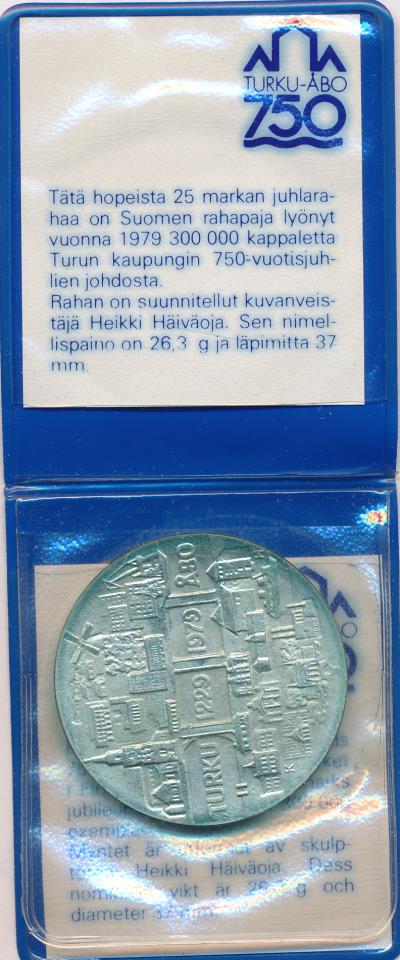 TURKU-ÅBO
750
Tätä hopeista 25 markan juhlara-
haa on Suomen rahapaja lyönyt
vuonna 1979 300 000 kappaletta
Turun kaupungin 750-vuotisjuh-
lien johdosta.
Rahan on suunnitellut kuvanveis-
täjä Heikki Häiväoja. Sen nimel-
lispaino on 26,3 g ja läpimitta 37
mm.
TURKU 1229 1979 ÅBO
K
Myntet är av skulp-
Heikki Häiväoja. Dess
vikt är g och
diameter 37 mm.